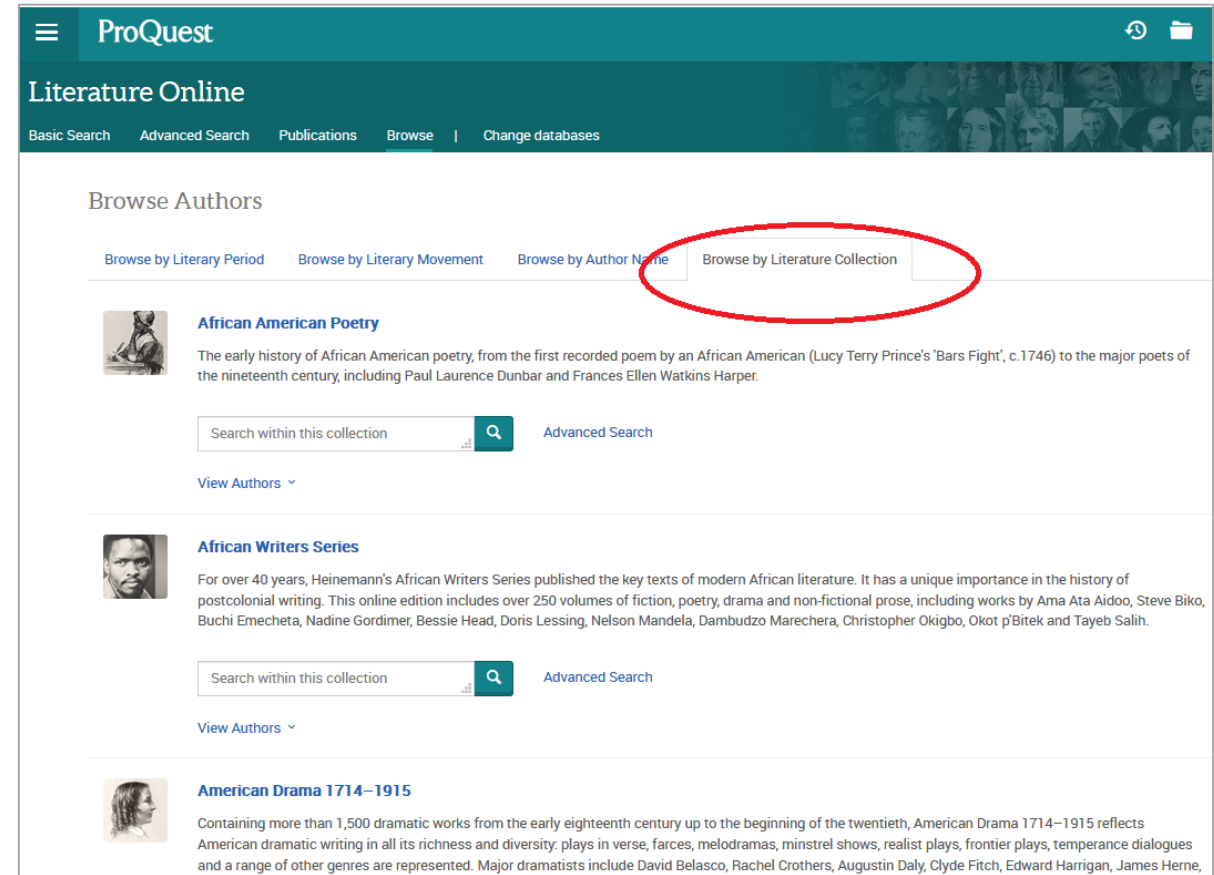 ProQuest
Literature Online
Basic Search Advanced Search Publications Browse | Change databases
Browse Authors
Browse by Literary Period Browse by Literary Movement Browse by Author Name Browse by Literature Collection
African American Poetry
The early history of African American poetry, from the first recorded poem by an African American (Lucy Terry Prince's 'Bars Fight', c.1746) to the major poets of
the nineteenth century, including Paul Laurence Dunbar and Frances Ellen Watkins Harper.
Search within this collection Advanced Search
View Authors
African Writers Series
For over 40 years, Heinemann's African Writers Series published the key texts of modern African literature. It has a unique importance in the history of
postcolonial writing. This online edition includes over 250 volumes of fiction, poetry, drama and non-fictional prose, including works by Ama Ata Aidoo, Steve Biko,
Buchi Emecheta, Nadine Gordimer, Bessie Head, Doris Lessing, Nelson Mandela, Dambudzo Marechera, Christopher Okigbo, Okot p'Bitek and Tayeb Salih.
Search within this collection Advanced Search
View Authors
American Drama 1714–1915
Containing more than 1,500 dramatic works from the early eighteenth century up to the beginning of the twentieth, American Drama 1714–1915 reflects
American dramatic writing in all its richness and diversity: plays in verse, farces, melodramas, minstrel shows, realist plays, frontier plays, temperance dialogues
and a range of other genres are represented. Major dramatists include David Belasco, Rachel Crothers, Augustin Daly, Clyde Fitch, Edward Harrigan, James Herne,